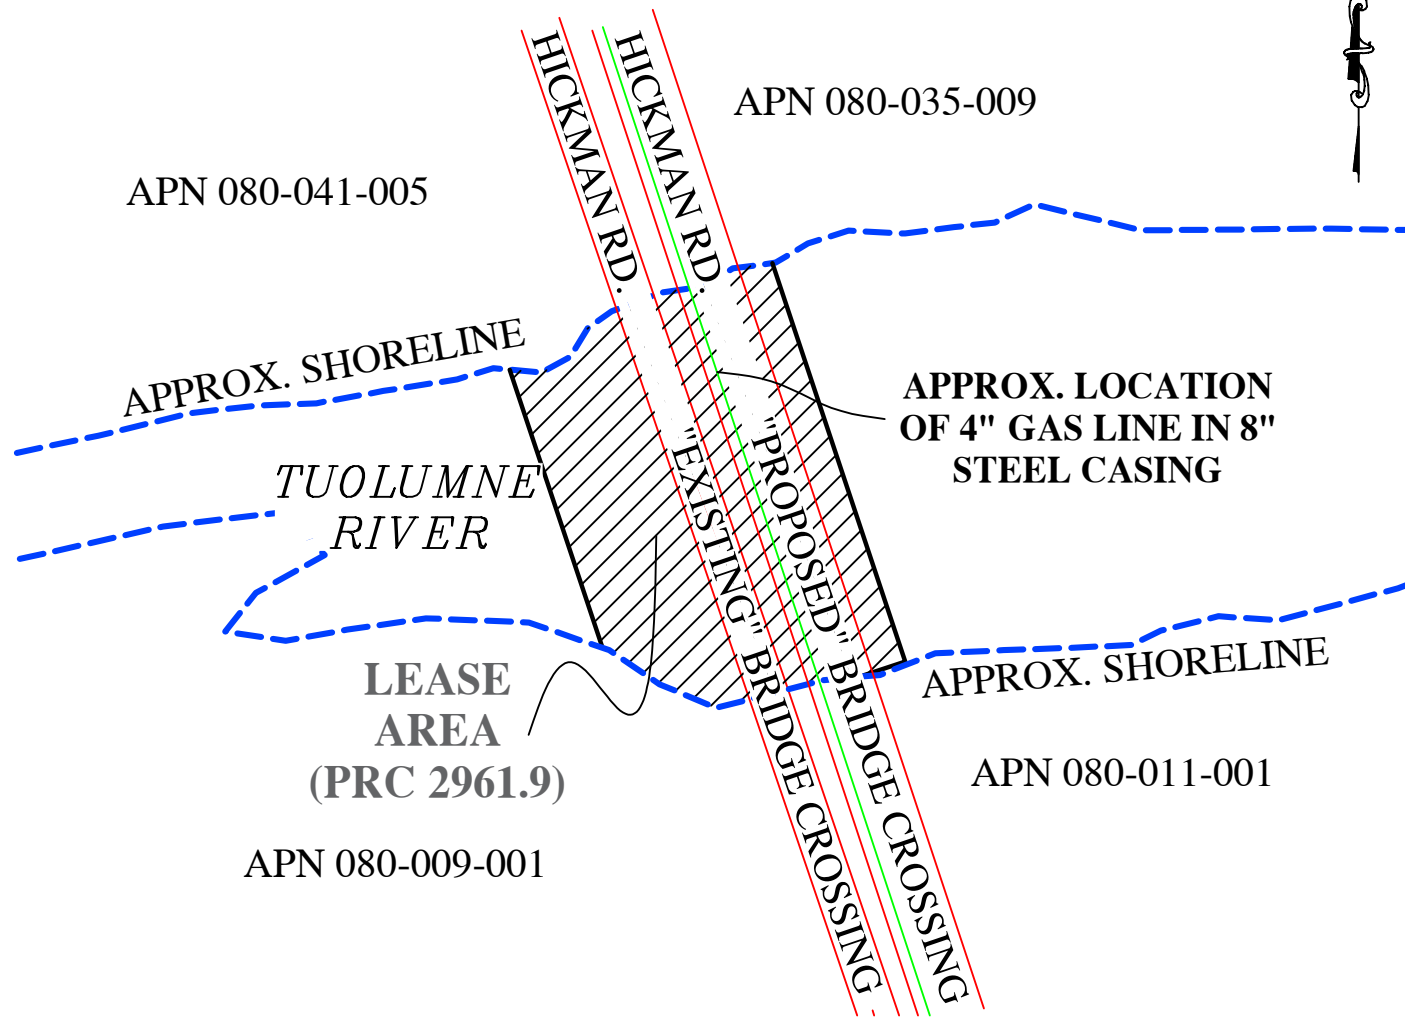 HICKMAN RD.
HICKMAN RD.
APN 080-035-009
APN 080-041-005
APPROX. SHORELINE
APPROX. LOCATION
OF 4" GAS LINE IN 8"
STEEL CASING
TUOLUMNE
RIVER
"EXISTING" BRIDGE CROSSING
"PROPOSED" BRIDGE CROSSING
LEASE
AREA
(PRC 2961.9)
APPROX. SHORELINE
APN 080-011-001
APN 080-009-001